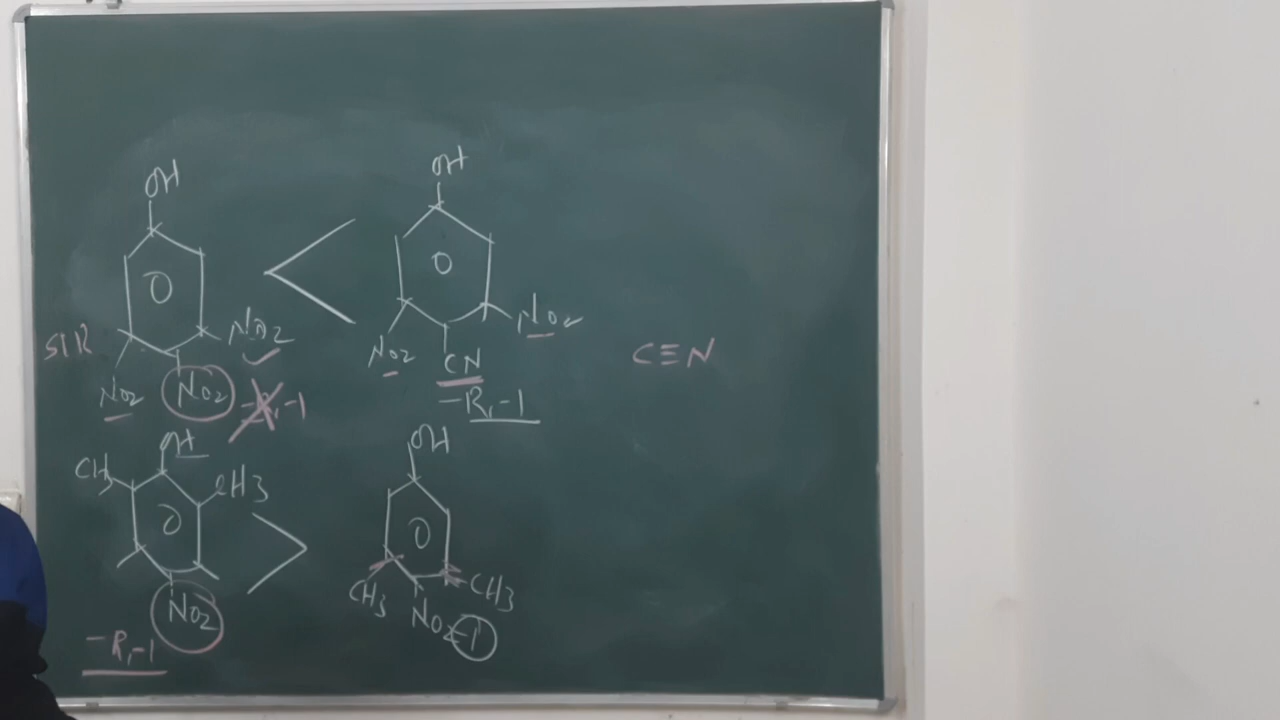 OH
OH
<
NO2
NO2
SIR
C≡N
NO2
CN
NO2
NO2
-R,-I
-R,-I
OH
OH
CH3
CH3
>
CH3
CH3
NO2
NO2
-I
-R,-I